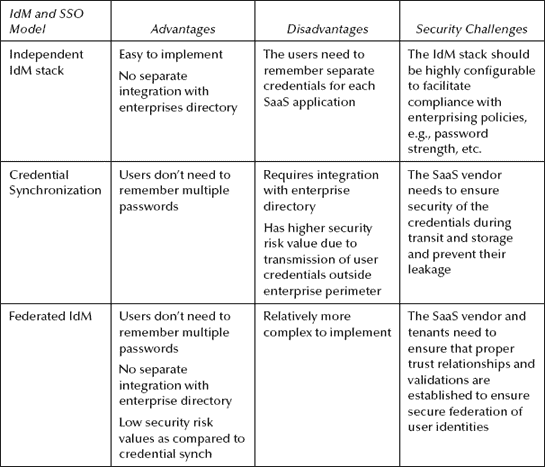 IdM and SSO
Model
Advantages
Disadvantages
Security Challenges
Independent
IdM stack
Easy to implement
No separate
integration with
enterprises directory
The users need to
remember separate
credentials for each
SaaS application
The IdM stack should
be highly configurable
to facilitate
compliance with
enterprising policies,
e.g., password
strength, etc.
Credential
Synchronization
Users don't need to
remember multiple
passwords
Requires integration
with enterprise
directory
Has higher security
risk value due to
transmission of user
credentials outside
enterprise perimeter
The SaaS vendor
needs to ensure
security of the
credentials during
transit and storage
and prevent their
leakage
Federated IdM
Users don't need to
remember multiple
passwords
No separate
integration with
enterprise directory
Low security risk
values as compared to
credential synch
Relatively more
complex to implement
The SaaS vendor and
tenants need to
ensure that proper
trust relationships and
validations are
established to ensure
secure federation of
user identities